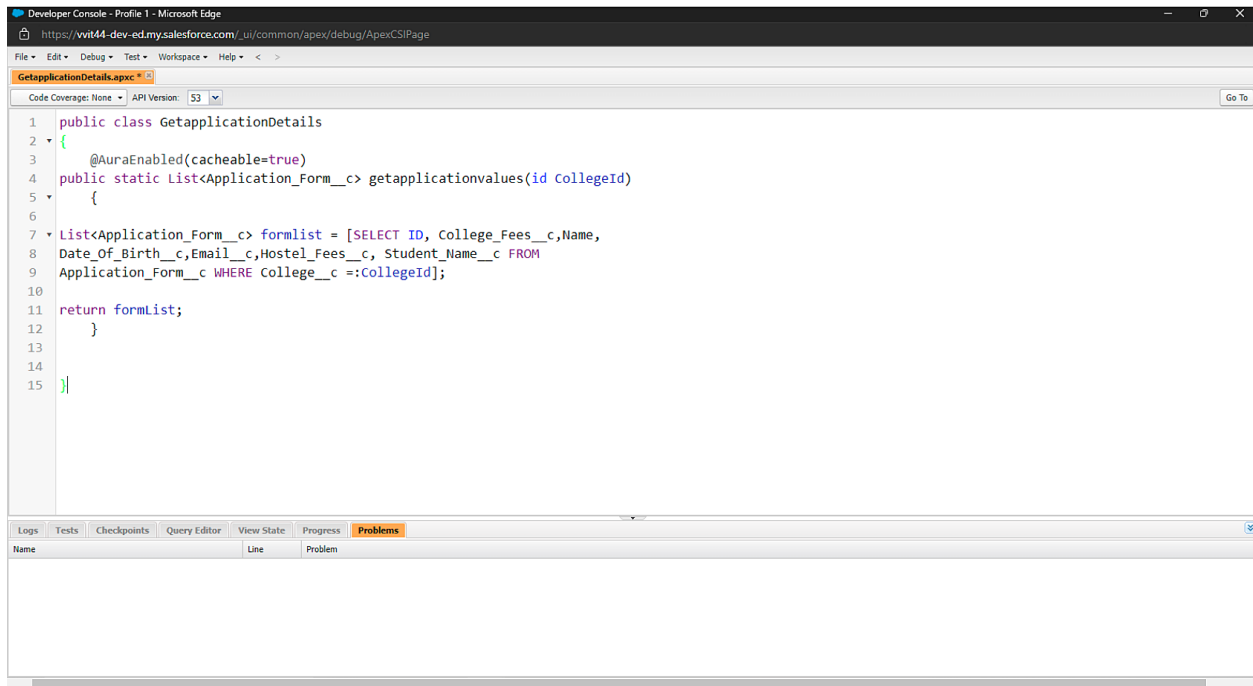 Developer Console - Profile 1 - Microsoft Edge
https://vvit44-dev-ed.my.salesforce.com/_ui/common/apex/debug/ApexCSIPage
File Edit Debug Test Workspace Help < >
GetapplicationDetails.apxc *
Code Coverage: None API Version: 53 Go To
1 public class GetapplicationDetails
2 {
3 @AuraEnabled(cacheable=true)
4 public static List<Application_Form__c> getapplicationvalues(id CollegeId)
5 {
6
7 List<Application_Form__c> formlist = [SELECT ID, College_Fees__c,Name,
8 Date_Of_Birth__c,Email__c,Hostel_Fees__c, Student_Name__c FROM
9 Application_Form__c WHERE College__c =:CollegeId];
10
11 return formList;
12 }
13
14
15 }
Logs Tests Checkpoints Query Editor View State Progress Problems
Name Line Problem